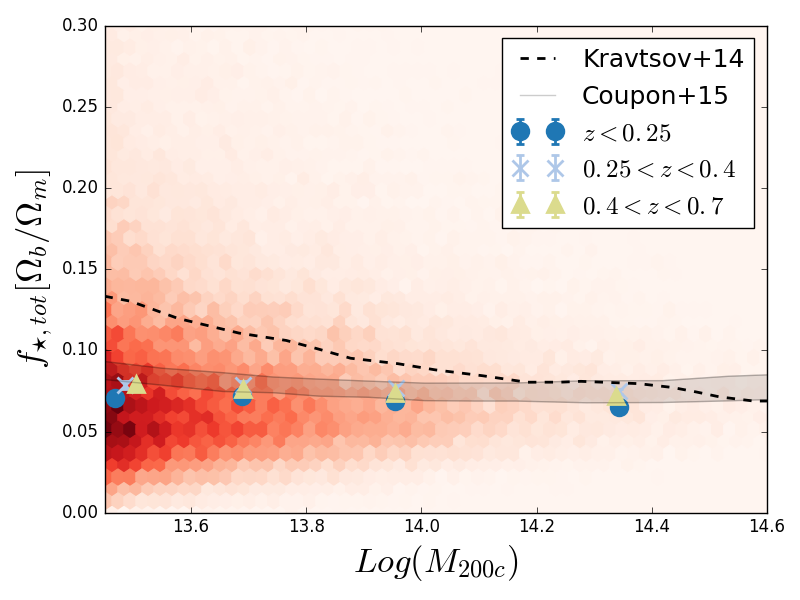 0.30
0.25
0.20
0.15
0.10
0.05
0.00
f⋆,tot[Ωb/Ωm]
Kravtsov+14
Coupon+15
z < 0.25
0.25 < z < 0.4
0.4 < z < 0.7
13.6 13.8 14.0 14.2 14.4 14.6
Log(M200c)